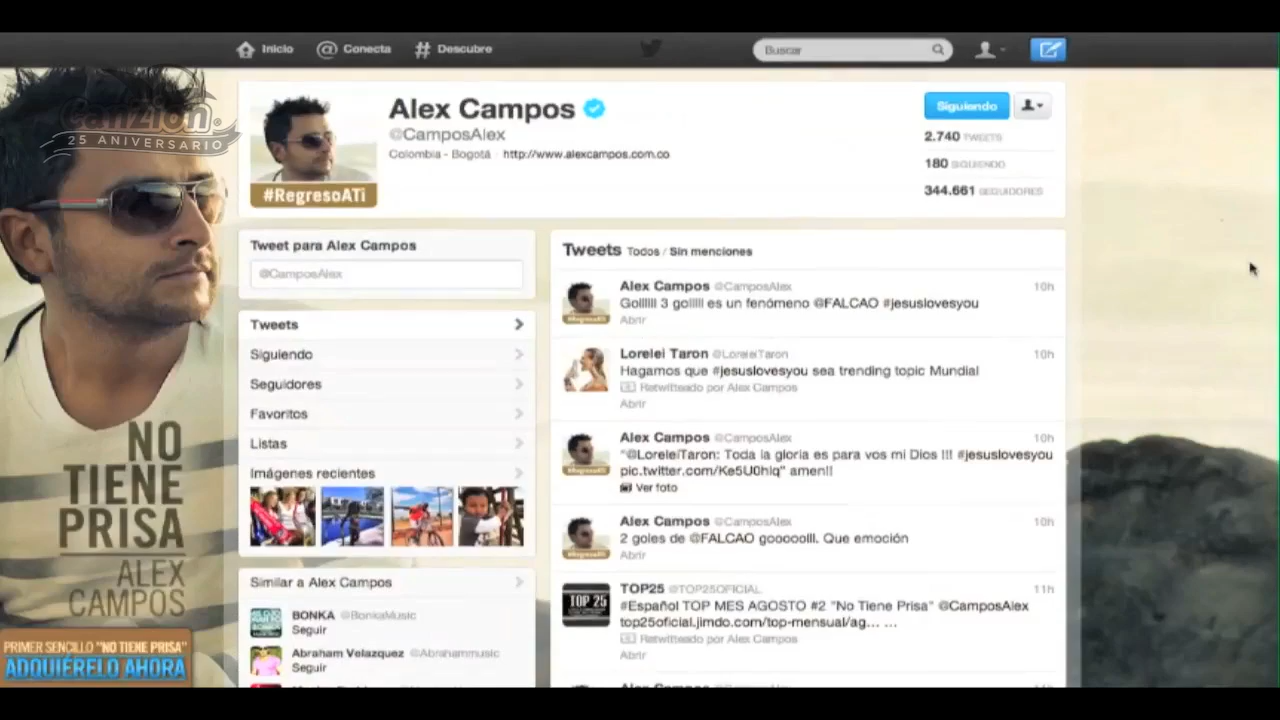 Inicio
Conecta
Descubre
Buscar
CanZion
25 ANIVERSARIO
Alex Campos
@CamposAlex
Colombia - Bogotá · http://www.alexcampos.com.co
#RegresoATi
Siguiendo
2.740 TWEETS
180 SIGUIENDO
344.661 SEGUIDORES
Tweet para Alex Campos
@CamposAlex
Tweets
Siguiendo
Seguidores
Favoritos
Listas
Imágenes recientes
Similar a Alex Campos
BONKA @BonkaMusic
Seguir
Abraham Velazquez @Abrahammusic
Seguir
Tweets Todos / Sin menciones
Alex Campos @CamposAlex 10h
Gollllll 3 golllll es un fenómeno @FALCAO #jesuslovesyou
Abrir
Lorelei Taron @LoreleiTaron 10h
Hagamos que #jesuslovesyou sea trending topic Mundial
Retwitteado por Alex Campos
Abrir
Alex Campos @CamposAlex 10h
"@LoreleiTaron: Toda la gloria es para vos mi Dios !!! #jesuslovesyou
pic.twitter.com/Ke5U0hlq" amen!!
Ver foto
Alex Campos @CamposAlex 10h
2 goles de @FALCAO gooooolll. Que emoción
Abrir
TOP 25
TOP25 @TOP25OFICIAL 11h
#Español TOP MES AGOSTO #2 "No Tiene Prisa" @CamposAlex
top25oficial.jimdo.com/top-mensual/ag... ...
Retwitteado por Alex Campos
Abrir
NO
TIENE
PRISA
ALEX
CAMPOS
PRIMER SENCILLO "NO TIENE PRISA"
ADQUIÉRELO AHORA